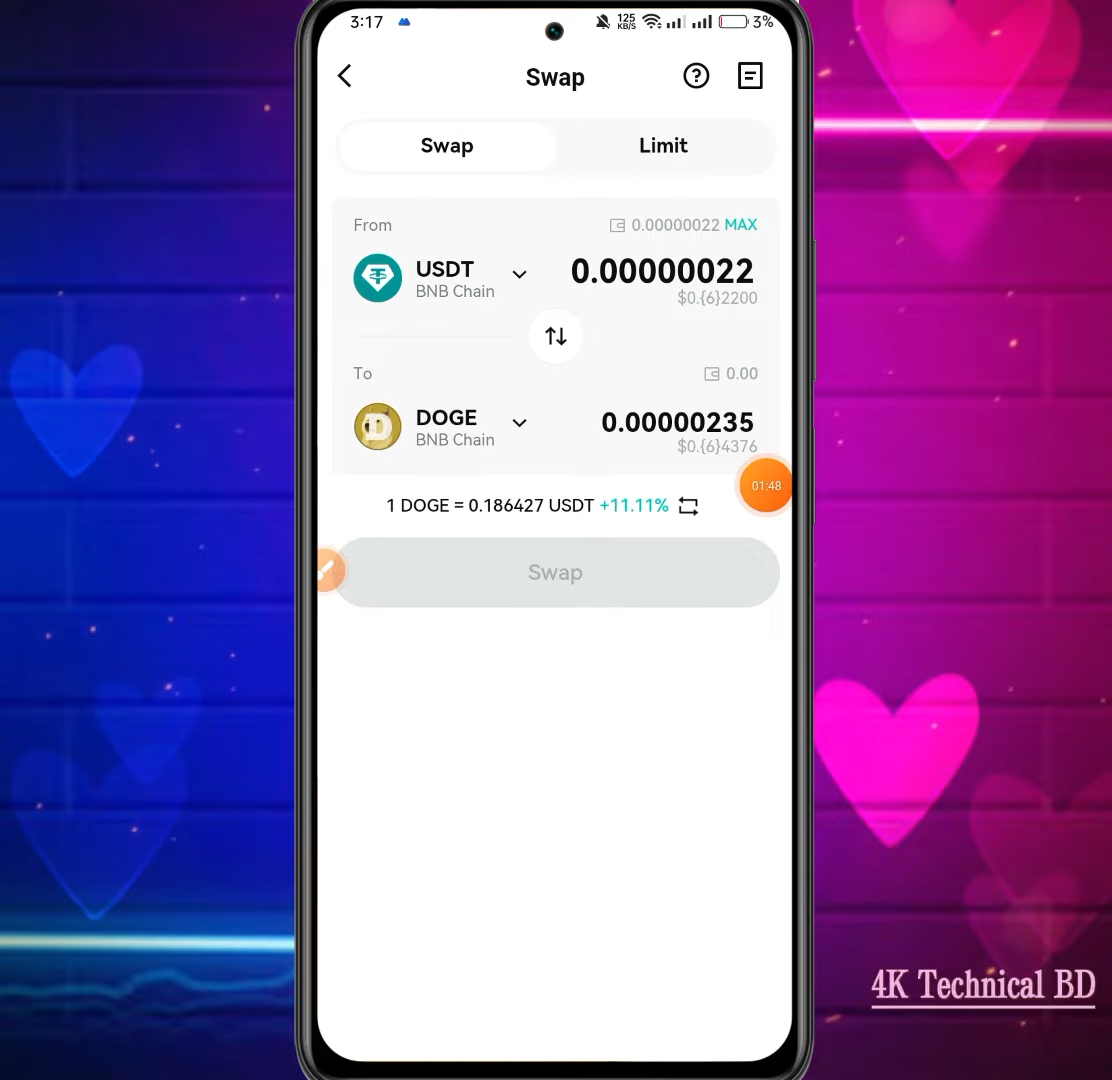 3:17 125 KB/S 3%
Swap
Swap Limit
From 0.00000022 MAX
USDT 0.00000022
BNB Chain $0.{6}2200
To 0.00
DOGE 0.00000235
BNB Chain $0.{6}4376
01:48
1 DOGE = 0.186427 USDT +11.11%
Swap
4K Technical BD